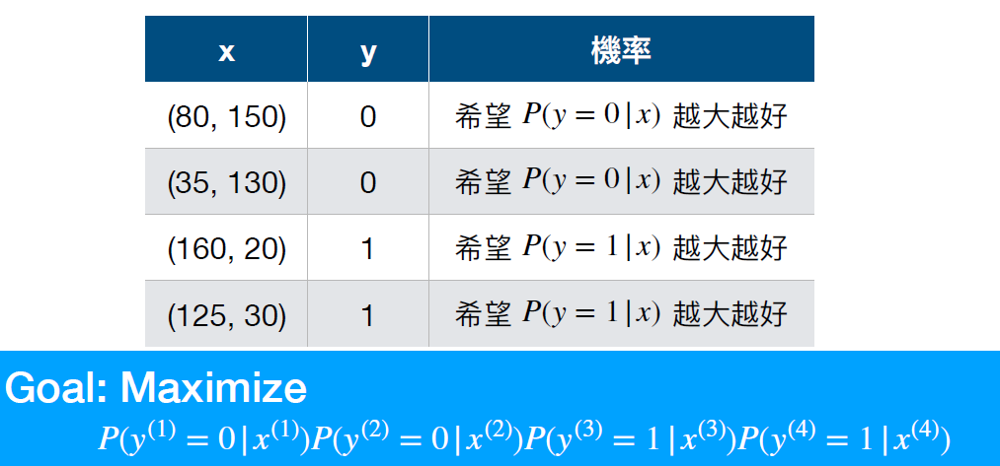 x y 機率
(80, 150) 0 希望 P(y = 0|x) 越大越好
(35, 130) 0 希望 P(y = 0|x) 越大越好
(160, 20) 1 希望 P(y = 1|x) 越大越好
(125, 30) 1 希望 P(y = 1|x) 越大越好
Goal: Maximize
P(y⁽¹⁾ = 0|x⁽¹⁾)P(y⁽²⁾ = 0|x⁽²⁾)P(y⁽³⁾ = 1|x⁽³⁾)P(y⁽⁴⁾ = 1|x⁽⁴⁾)